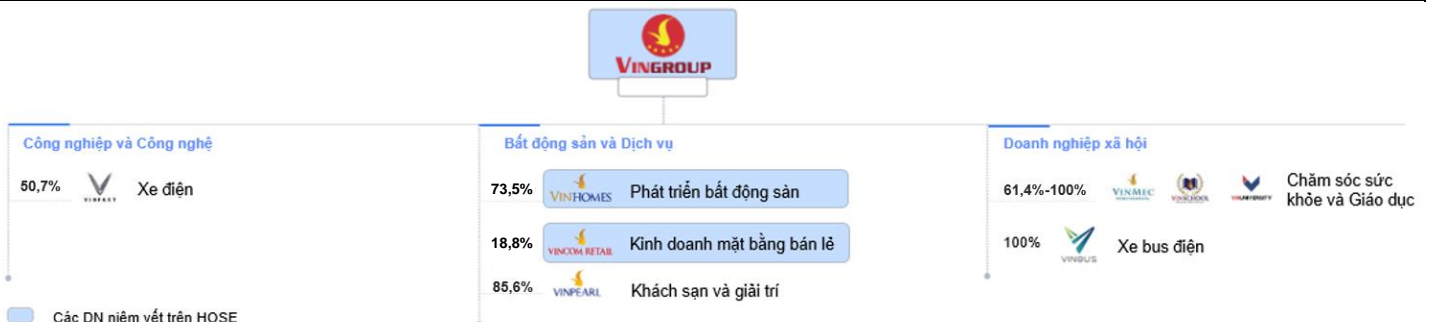 VINGROUP
Công nghiệp và Công nghệ
50,7% VINFAST Xe điện
Bất động sản và Dịch vụ
73,5% VINHOMES Phát triển bất động sản
18,8% VINCOM RETAIL Kinh doanh mặt bằng bán lẻ
85,6% VINPEARL Khách sạn và giải trí
Doanh nghiệp xã hội
61,4%-100% VINMEC VINSCHOOL VINUNIVERSITY Chăm sóc sức
khỏe và Giáo dục
100% VINBUS Xe bus điện
Các DN niêm yết trên HOSE